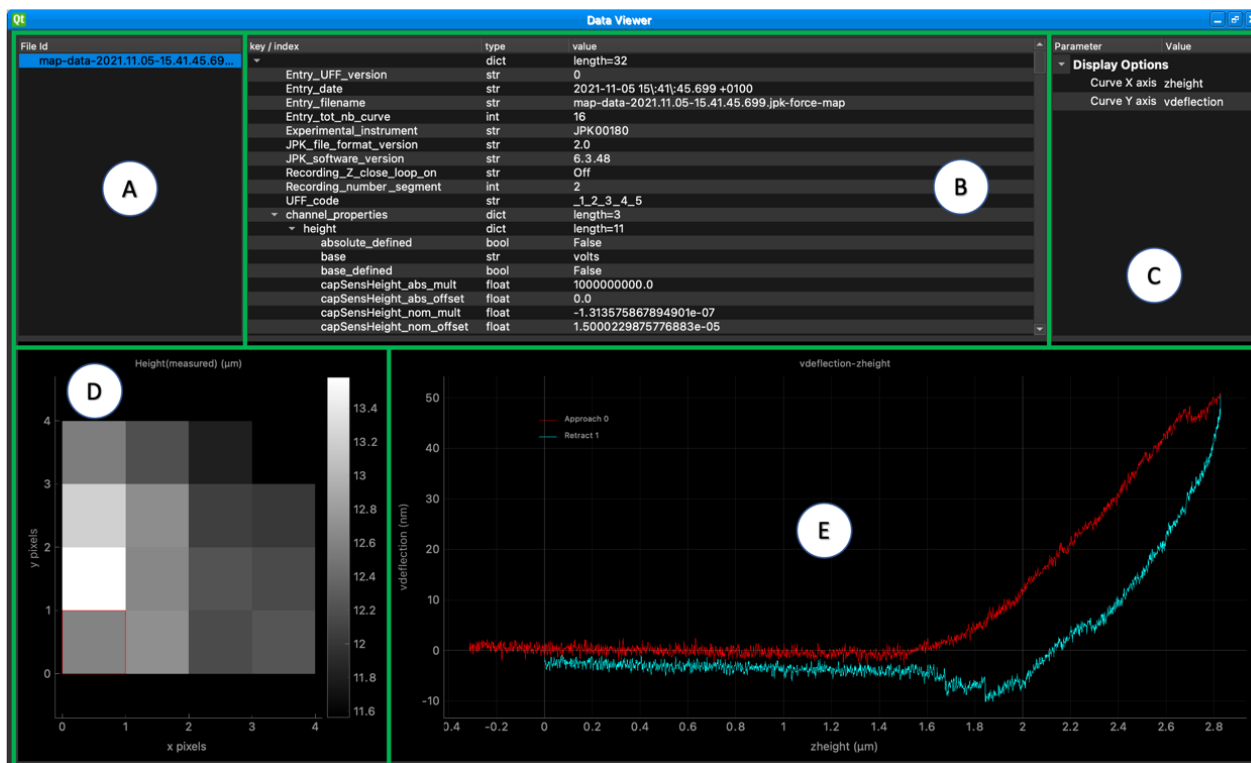 Qt
Data Viewer
File Id
map-data-2021.11.05-15.41.45.69...
A
key / index type value
dict length=32
Entry_UFF_version str 0
Entry_date str 2021-11-05 15\:41\:45.699 +0100
Entry_filename str map-data-2021.11.05-15.41.45.699.jpk-force-map
Entry_tot_nb_curve int 16
Experimental_instrument str JPK00180
JPK_file_format_version str 2.0
JPK_software_version str 6.3.48
Recording_Z_close_loop_on str Off
Recording_number_segment int 2
UFF_code str _1_2_3_4_5
channel_properties dict length=3
height dict length=11
absolute_defined bool False
base str volts
base_defined bool False
capSensHeight_abs_mult float 1000000000.0
capSensHeight_abs_offset float 0.0
capSensHeight_nom_mult float -1.313575867894901e-07
capSensHeight_nom_offset float 1.5000229875776883e-05
B
Parameter Value
Display Options
Curve X axis zheight
Curve Y axis vdeflection
C
Height(measured) (µm)
D
4
3
2
1
0
y pixels
0 1 2 3 4
x pixels
13.4
13.2
13
12.8
12.6
12.4
12.2
12
11.8
11.6
vdeflection-zheight
Approach 0
Retract 1
E
50
40
30
20
10
0
-10
vdeflection (nm)
0.4 -0.2 0 0.2 0.4 0.6 0.8 1 1.2 1.4 1.6 1.8 2 2.2 2.4 2.6 2.8
zheight (µm)